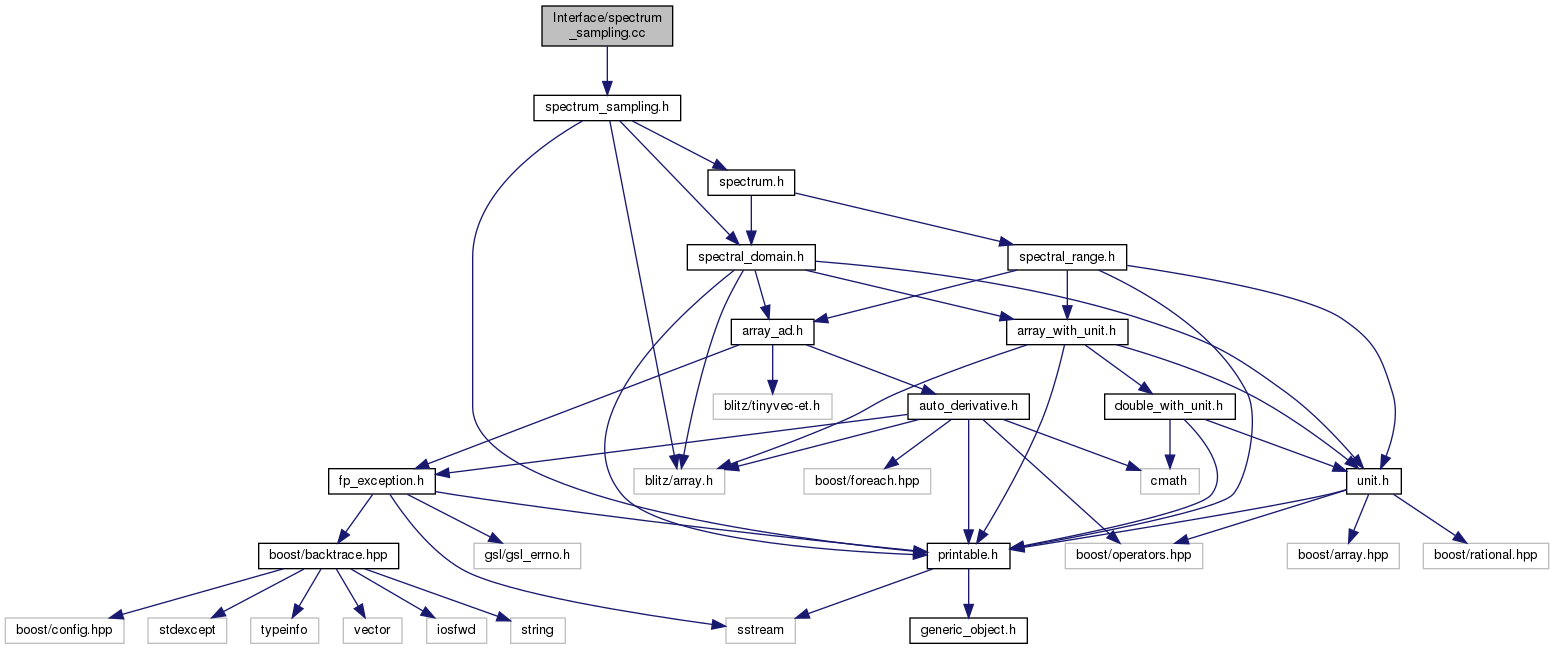 Interface/spectrum
_sampling.cc
spectrum_sampling.h
spectrum.h
spectral_domain.h
spectral_range.h
array_ad.h
array_with_unit.h
blitz/tinyvec-et.h
auto_derivative.h
double_with_unit.h
fp_exception.h
blitz/array.h
boost/foreach.hpp
cmath
unit.h
boost/backtrace.hpp
gsl/gsl_errno.h
printable.h
boost/operators.hpp
boost/array.hpp
boost/rational.hpp
boost/config.hpp
stdexcept
typeinfo
vector
iosfwd
string
sstream
generic_object.h